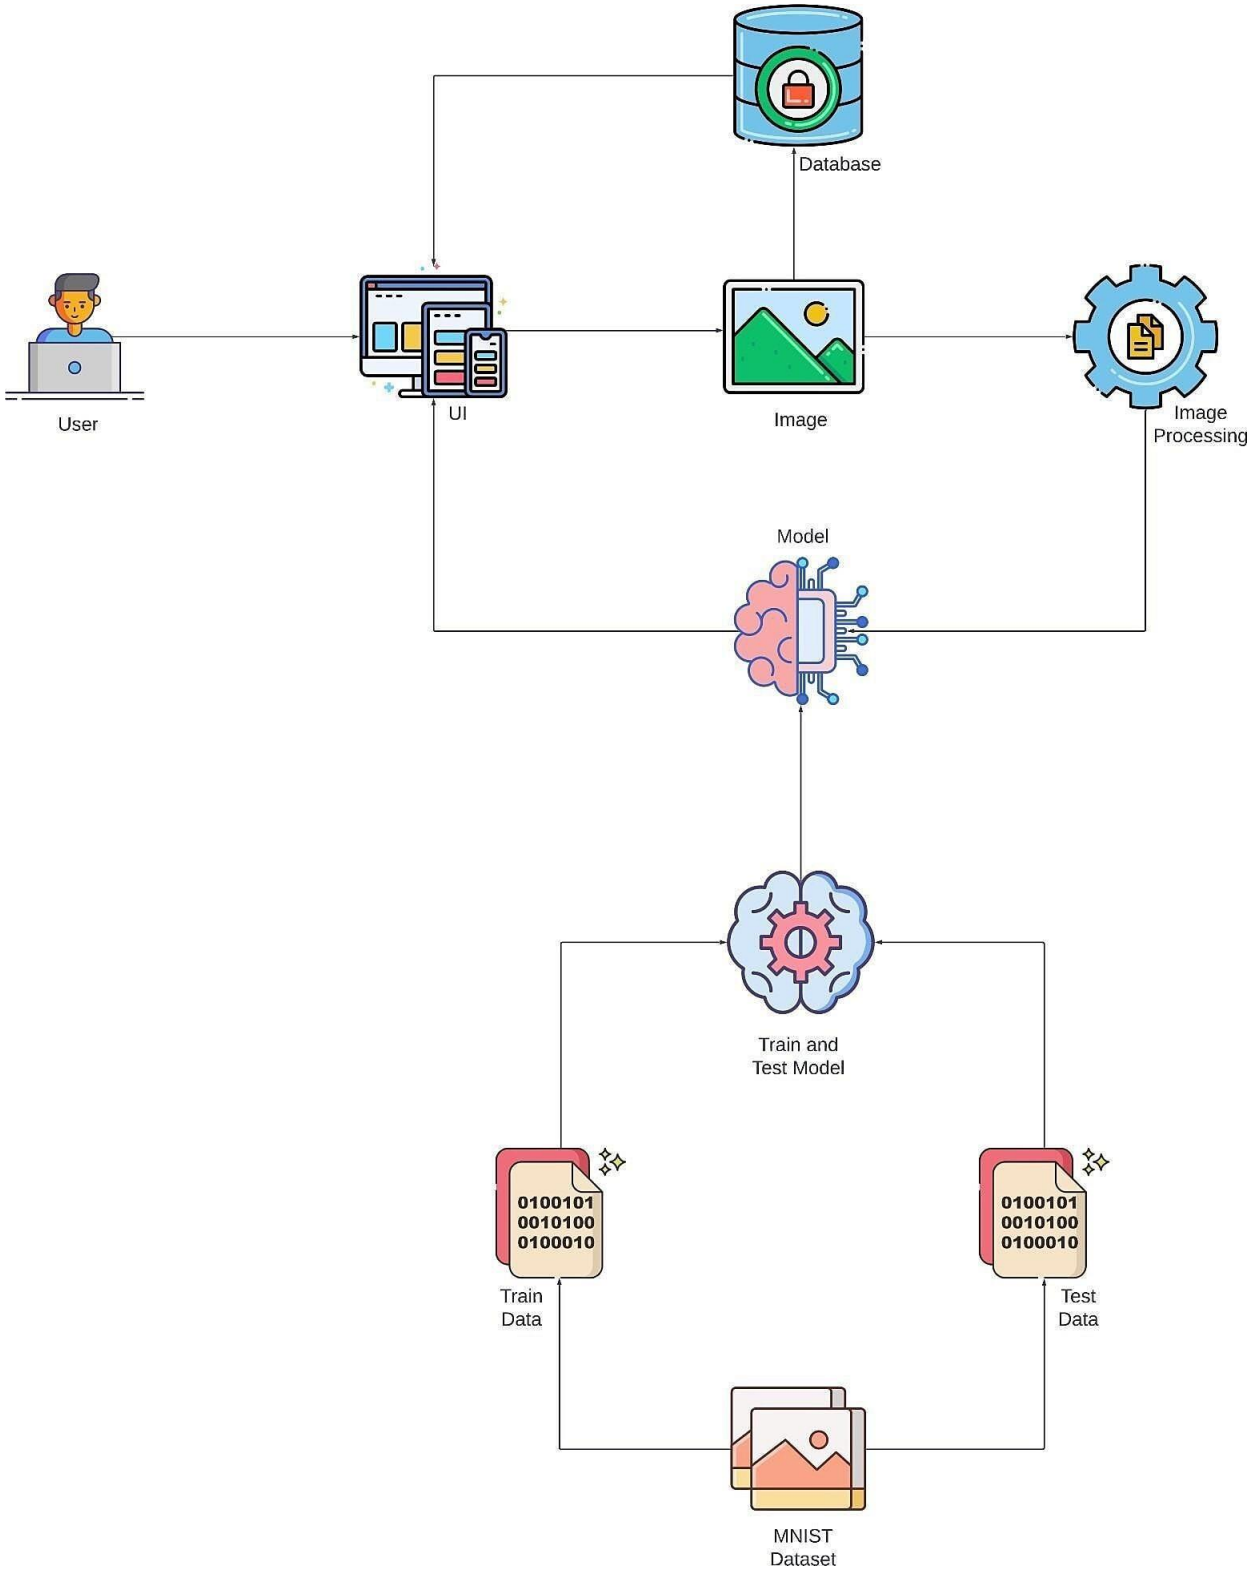 Database
User
UI
Image
Image
Processing
Model
Train and
Test Model
0100101
0010100
0100010
0100101
0010100
0100010
Train
Data
Test
Data
MNIST
Dataset